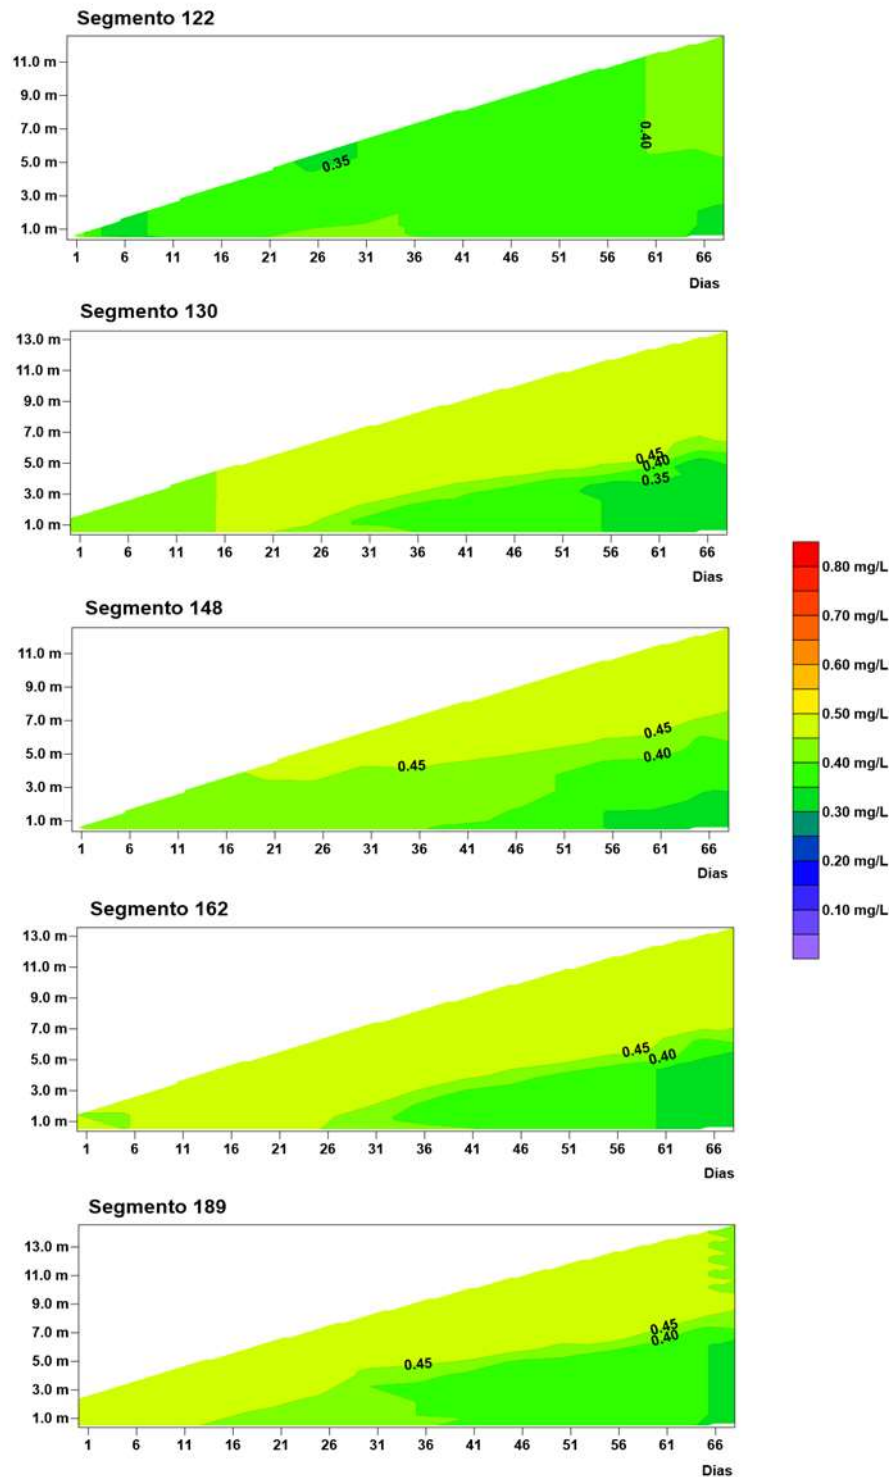 Segmento 122
11.0 m
9.0 m
7.0 m
5.0 m
3.0 m
1.0 m
0.35
0.40
1 6 11 16 21 26 31 36 41 46 51 56 61 66
Dias
Segmento 130
13.0 m
11.0 m
9.0 m
7.0 m
5.0 m
3.0 m
1.0 m
0.45
0.40
0.35
1 6 11 16 21 26 31 36 41 46 51 56 61 66
Dias
Segmento 148
11.0 m
9.0 m
7.0 m
5.0 m
3.0 m
1.0 m
0.45
0.45
0.40
1 6 11 16 21 26 31 36 41 46 51 56 61 66
Dias
Segmento 162
13.0 m
11.0 m
9.0 m
7.0 m
5.0 m
3.0 m
1.0 m
0.45
0.40
1 6 11 16 21 26 31 36 41 46 51 56 61 66
Dias
Segmento 189
13.0 m
11.0 m
9.0 m
7.0 m
5.0 m
3.0 m
1.0 m
0.45
0.45
0.40
1 6 11 16 21 26 31 36 41 46 51 56 61 66
Dias
0.80 mg/L
0.70 mg/L
0.60 mg/L
0.50 mg/L
0.40 mg/L
0.30 mg/L
0.20 mg/L
0.10 mg/L